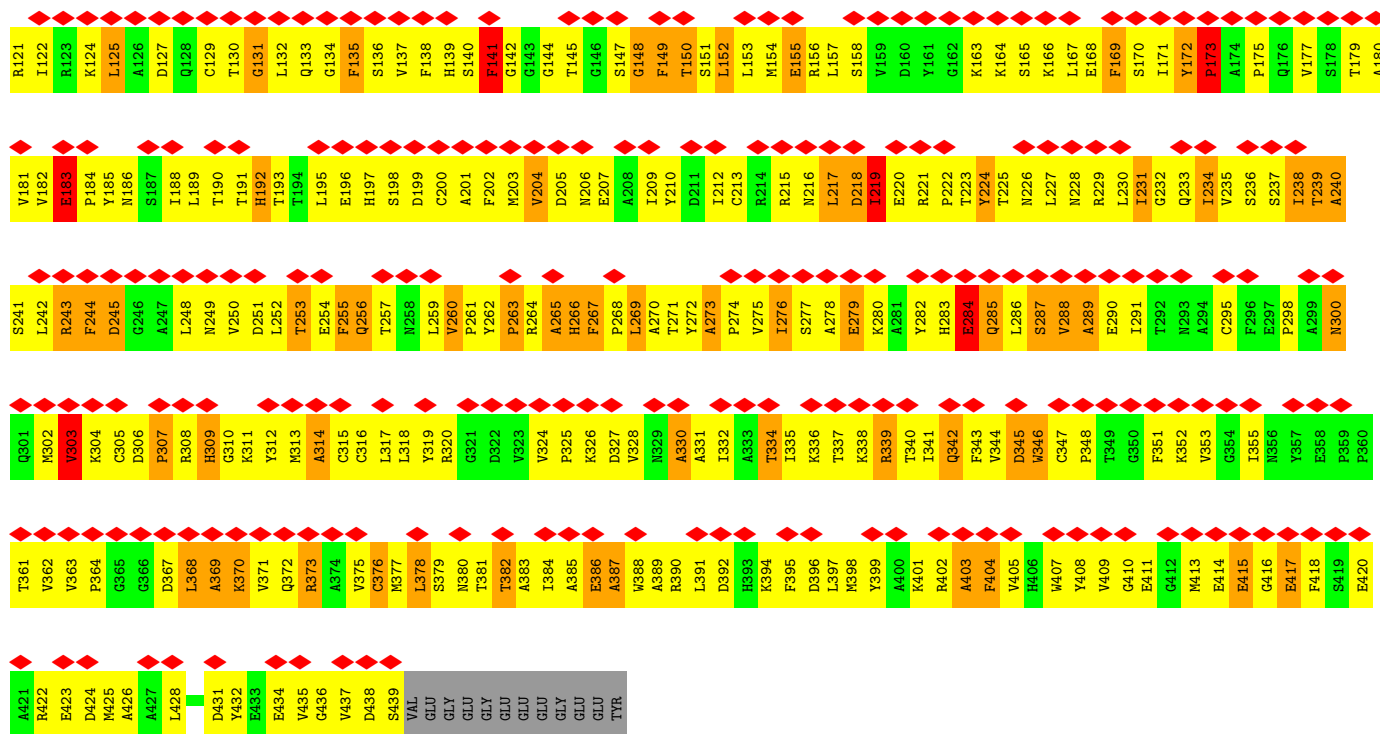 R121 I122 R123 K124 L125 A126 D127 Q128 C129 T130 G131 L132 Q133 G134 F135 S136 V137 F138 H139 S140 F141 G142 G143 G144 T145 G146 S147 G148 F149 T150 S151 L152 L153 M154 E155 R156 L157 S158 V159 D160 Y161 G162 K163 K164 S165 K166 L167 E168 F169 S170 I171 Y172 P173 A174 P175 Q176 V177 S178 T179 A180
V181 V182 E183 P184 Y185 N186 S187 I188 L189 T190 T191 H192 T193 T194 L195 E196 H197 S198 D199 C200 A201 F202 M203 V204 D205 N206 E207 A208 I209 Y210 D211 I212 C213 R214 R215 N216 L217 D218 I219 E220 R221 P222 T223 Y224 T225 N226 L227 N228 R229 L230 I231 G232 Q233 I234 V235 S236 S237 I238 T239 A240
S241 L242 R243 F244 D245 G246 A247 L248 N249 V250 D251 L252 T253 E254 F255 Q256 T257 N258 L259 V260 P261 Y262 P263 R264 A265 H266 F267 P268 L269 A270 T271 Y272 A273 P274 V275 I276 S277 A278 E279 K280 A281 Y282 H283 E284 Q285 L286 S287 V288 A289 E290 I291 T292 N293 A294 C295 F296 E297 P298 A299 N300
Q301 M302 V303 K304 C305 D306 P307 R308 H309 G310 K311 Y312 M313 A314 C315 C316 L317 L318 Y319 R320 G321 D322 V323 V324 P325 K326 D327 V328 N329 A330 A331 I332 A333 T334 I335 K336 T337 K338 R339 T340 I341 Q342 F343 V344 D345 W346 C347 P348 T349 G350 F351 K352 V353 G354 I355 N356 Y357 E358 P359 P360
T361 V362 V363 P364 G365 G366 D367 L368 A369 K370 V371 Q372 R373 A374 V375 C376 M377 L378 S379 N380 T381 T382 A383 I384 A385 E386 A387 W388 A389 R390 L391 D392 H393 K394 F395 D396 L397 M398 Y399 A400 K401 R402 A403 F404 V405 H406 W407 Y408 V409 G410 E411 G412 M413 E414 E415 G416 E417 F418 S419 E420
A421 R422 E423 D424 M425 A426 A427 L428 D431 Y432 E433 E434 V435 G436 V437 D438 S439 VAL GLU GLY GLU GLY GLU GLU GLU GLY GLU GLU TYR